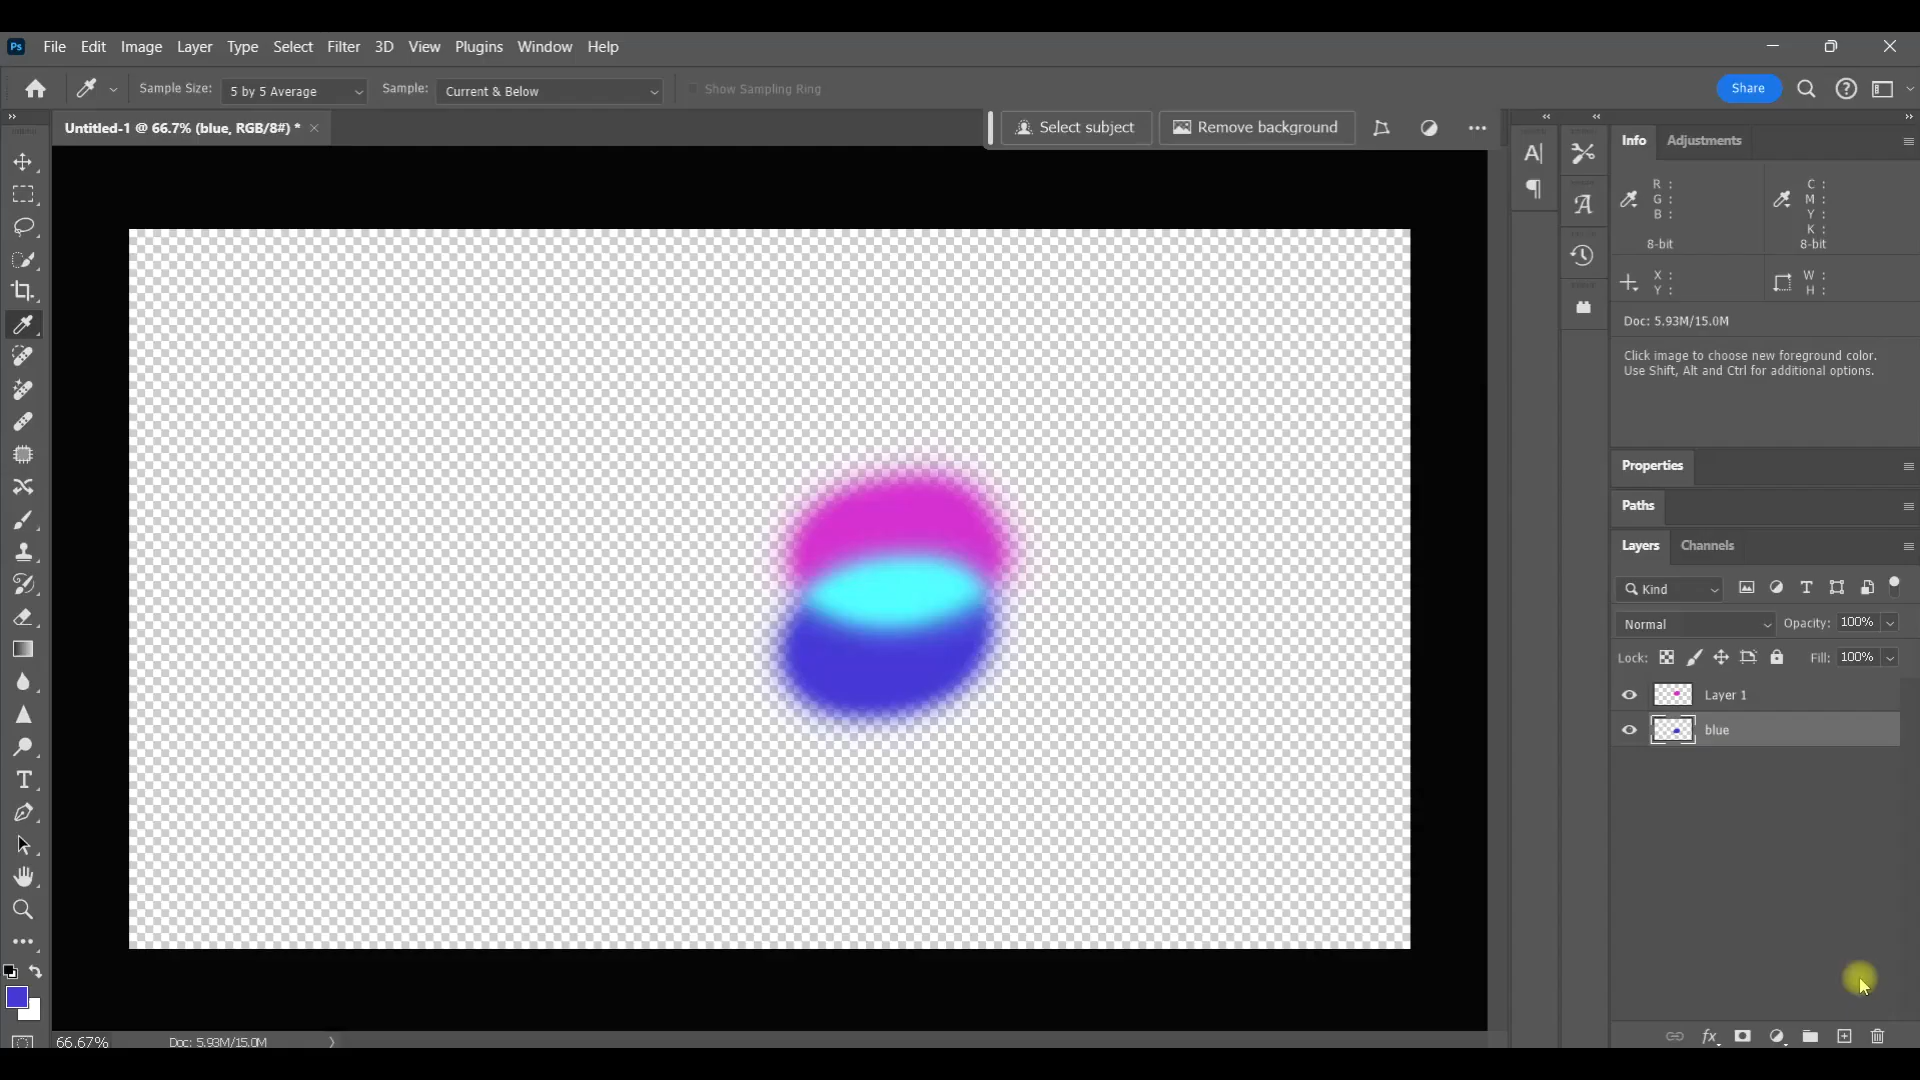 Ps File Edit Image Layer Type Select Filter 3D View Plugins Window Help
Sample Size: 5 by 5 Average Sample: Current & Below Show Sampling Ring Share
Untitled-1 @ 66.7% (blue, RGB/8#) *
Select subject Remove background
Info Adjustments
R :
G :
B :
8-bit
C :
M :
Y :
K :
8-bit
X :
Y :
W :
H :
Doc: 5.93M/15.0M
Click image to choose new foreground color.
Use Shift, Alt and Ctrl for additional options.
Properties
Paths
Layers Channels
Kind
Normal Opacity: 100%
Lock: Fill: 100%
Layer 1
blue
fx
66.67% Doc: 5.93M/15.0M